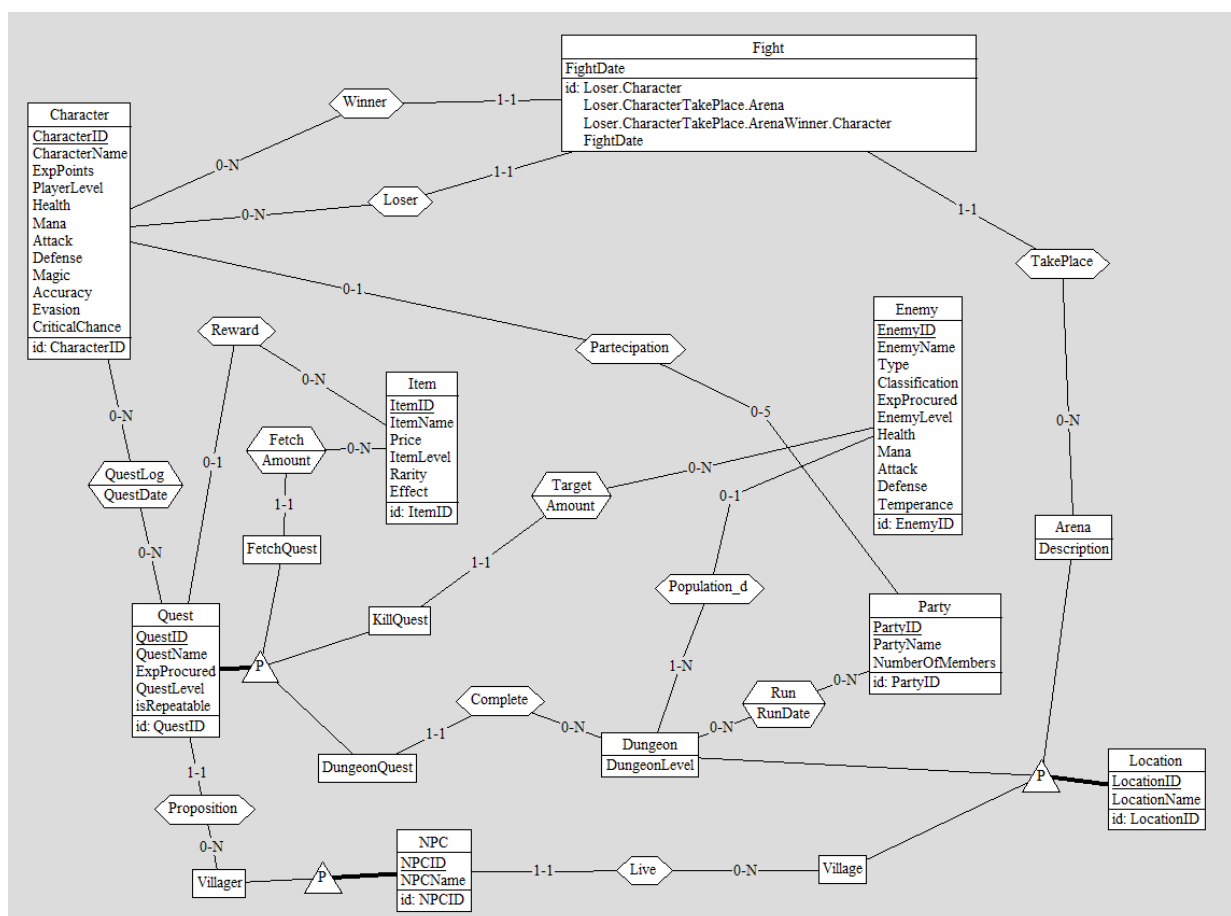 Fight
FightDate
id: Loser.Character
Loser.CharacterTakePlace.Arena
Loser.CharacterTakePlace.ArenaWinner.Character
FightDate
Winner
1-1
0-N
Loser
1-1
0-N
Character
CharacterID
CharacterName
ExpPoints
PlayerLevel
Health
Mana
Attack
Defense
Magic
Accuracy
Evasion
CriticalChance
id: CharacterID
1-1
TakePlace
0-N
0-1
Partecipation
0-5
Reward
0-N
0-1
Enemy
EnemyID
EnemyName
Type
Classification
ExpProcured
EnemyLevel
Health
Mana
Attack
Defense
Temperance
id: EnemyID
Item
ItemID
ItemName
Price
ItemLevel
Rarity
Effect
id: ItemID
0-N
QuestLog
QuestDate
0-N
Fetch
Amount
0-N
1-1
FetchQuest
Target
Amount
0-N
1-1
KillQuest
0-1
Population_d
1-N
Arena
Description
Party
PartyID
PartyName
NumberOfMembers
id: PartyID
Quest
QuestID
QuestName
ExpProcured
QuestLevel
isRepeatable
id: QuestID
P
Complete
1-1
0-N
DungeonQuest
Run
RunDate
0-N
0-N
Dungeon
DungeonLevel
P
Location
LocationID
LocationName
id: LocationID
1-1
Proposition
0-N
Villager
P
NPC
NPCID
NPCName
id: NPCID
1-1
Live
0-N
Village